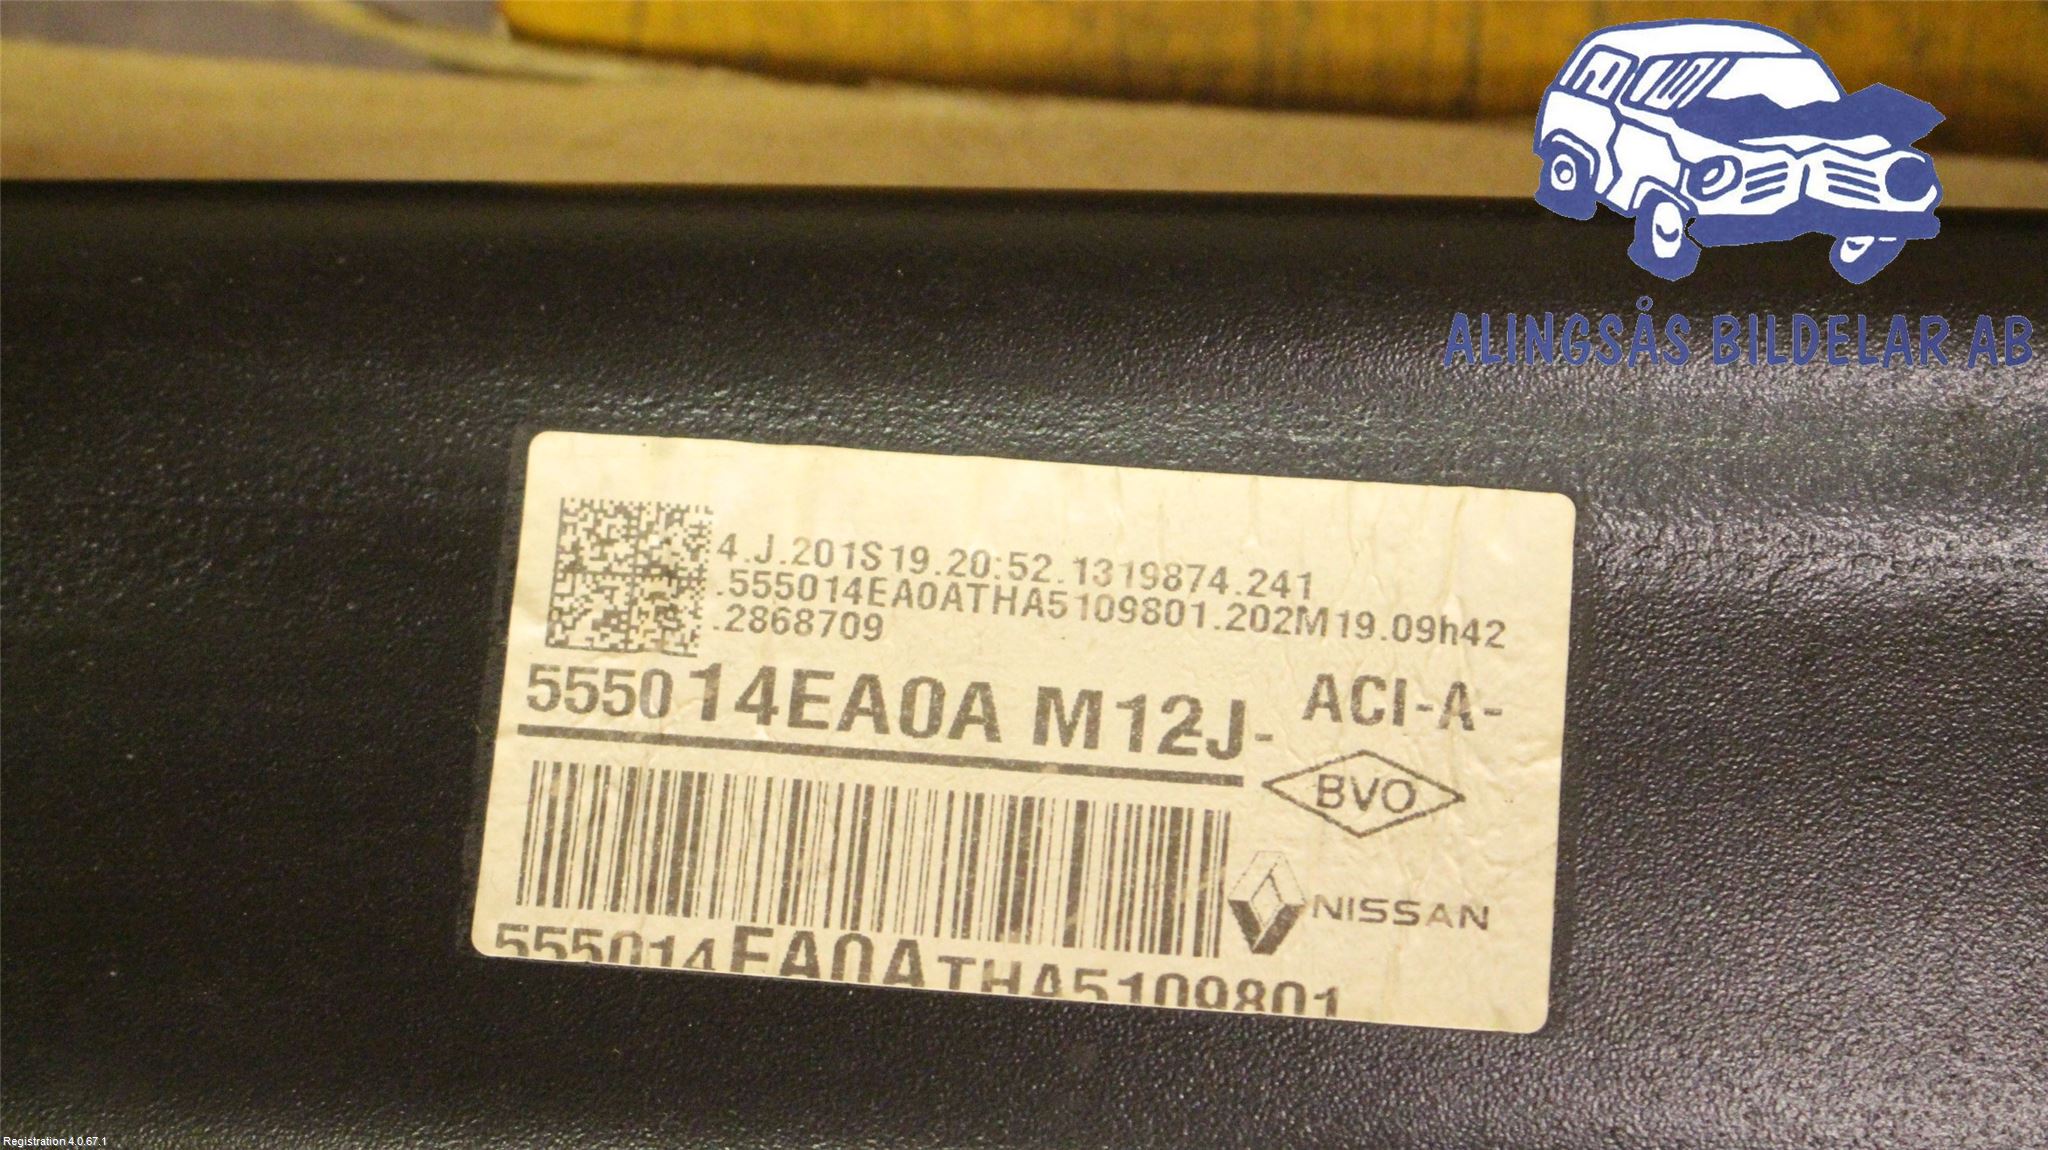 ALINGSÅS BILDELAR AB
4.J.201S19.20:52.1319874.241
.555014EA0ATHA5109801.202M19.09h42
.2868709
555014EA0A M12J- ACI-A-
BVO
NISSAN
555014EA0ATHA5109801
Registration 4.0.67.1